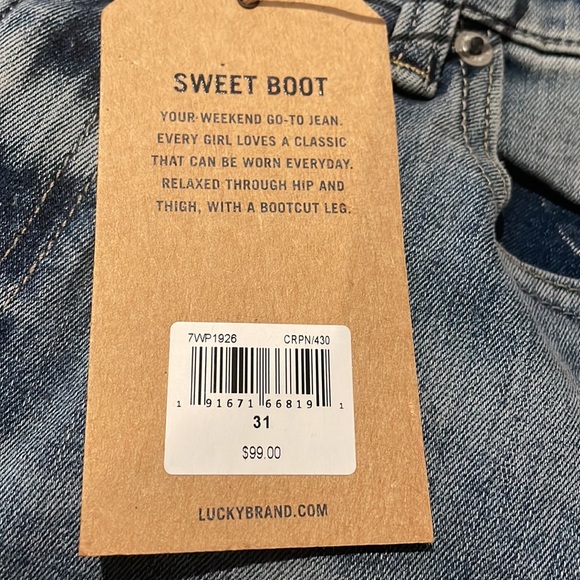 SWEET BOOT
YOUR WEEKEND GO-TO JEAN.
EVERY GIRL LOVES A CLASSIC
THAT CAN BE WORN EVERYDAY.
RELAXED THROUGH HIP AND
THIGH, WITH A BOOTCUT LEG.
7WP1926 CRPN/430
1 91671 66819 1
31
$99.00
LUCKYBRAND.COM